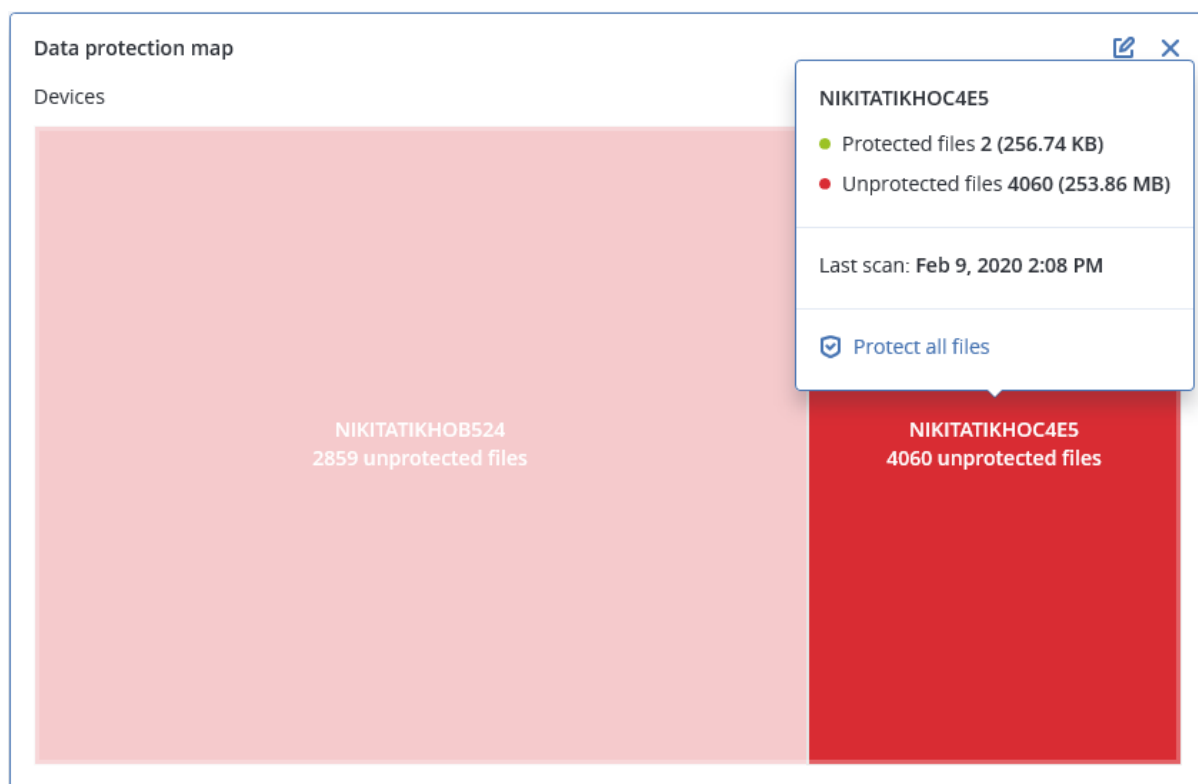 Data protection map
Devices
NIKITATIKHOC4E5
Protected files 2 (256.74 KB)
Unprotected files 4060 (253.86 MB)
Last scan: Feb 9, 2020 2:08 PM
Protect all files
NIKITATIKHOB524
2859 unprotected files
NIKITATIKHOC4E5
4060 unprotected files